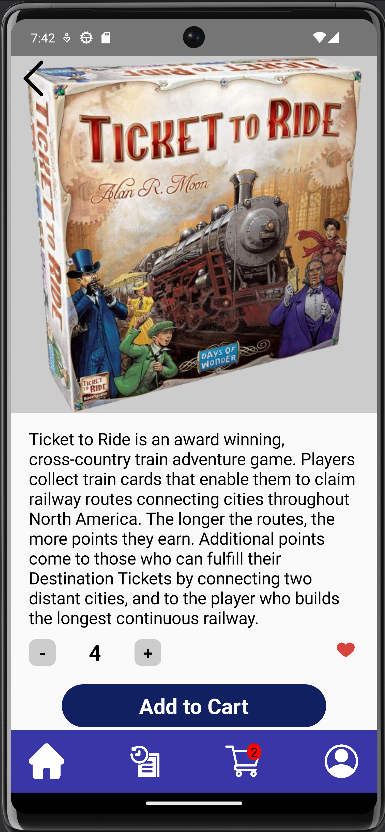 7:42
TICKET TO RIDE
Alan R. Moon
TICKET TO RIDE
DAYS OF
WONDER
TICKET
TO RIDE
Ticket to Ride is an award winning,
cross-country train adventure game. Players
collect train cards that enable them to claim
railway routes connecting cities throughout
North America. The longer the routes, the
more points they earn. Additional points
come to those who can fulfill their
Destination Tickets by connecting two
distant cities, and to the player who builds
the longest continuous railway.
- 4 +
Add to Cart
2